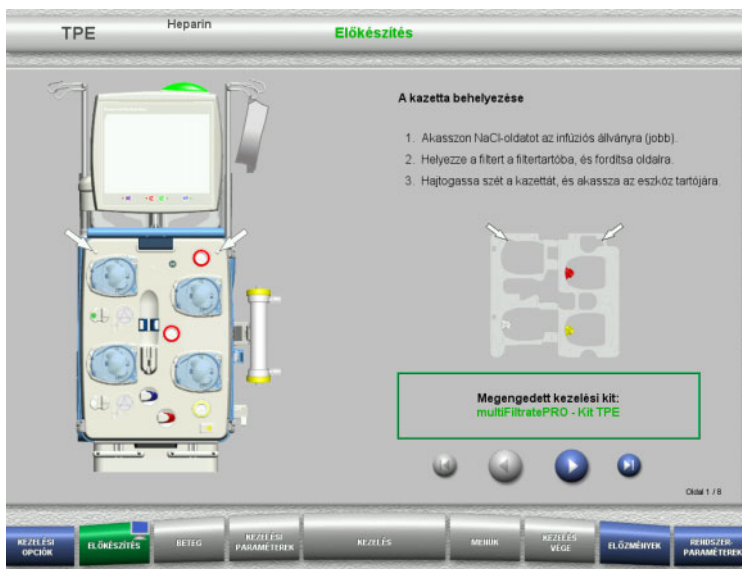 TPE
Heparin
Előkészítés
A kazetta behelyezése
1. Akasszon NaCl-oldatot az infúziós állványra (jobb).
2. Helyezze a filtert a filtertartóba, és fordítsa oldalra.
3. Hajtogassa szét a kazettát, és akassza az eszköz tartójára.
Megengedett kezelési kit:
multiFiltratePRO - Kit TPE
Oldal 1 / 8
KEZELÉSI
OPCIÓK
ELŐKÉSZÍTÉS
BETEG
KEZELÉSI
PARAMÉTEREK
KEZELÉS
MENÜK
KEZELÉS
VÉGE
ELŐZMÉNYEK
RENDSZER-
PARAMÉTEREK